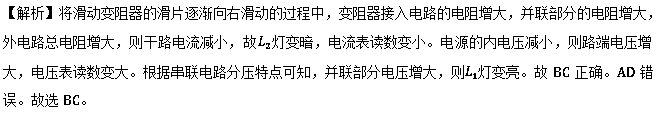 【解析】将滑动变阻器的滑片逐渐向右滑动的过程中，变阻器接入电路的电阻增大，并联部分的电阻增大，
外电路总电阻增大，则干路电流减小，故L₂灯变暗，电流表读数变小。电源的内电压减小，则路端电压增
大，电压表读数变大。根据串联电路分压特点可知，并联部分电压增大，则L₁灯变亮。故 BC 正确。AD 错
误。故选 BC。